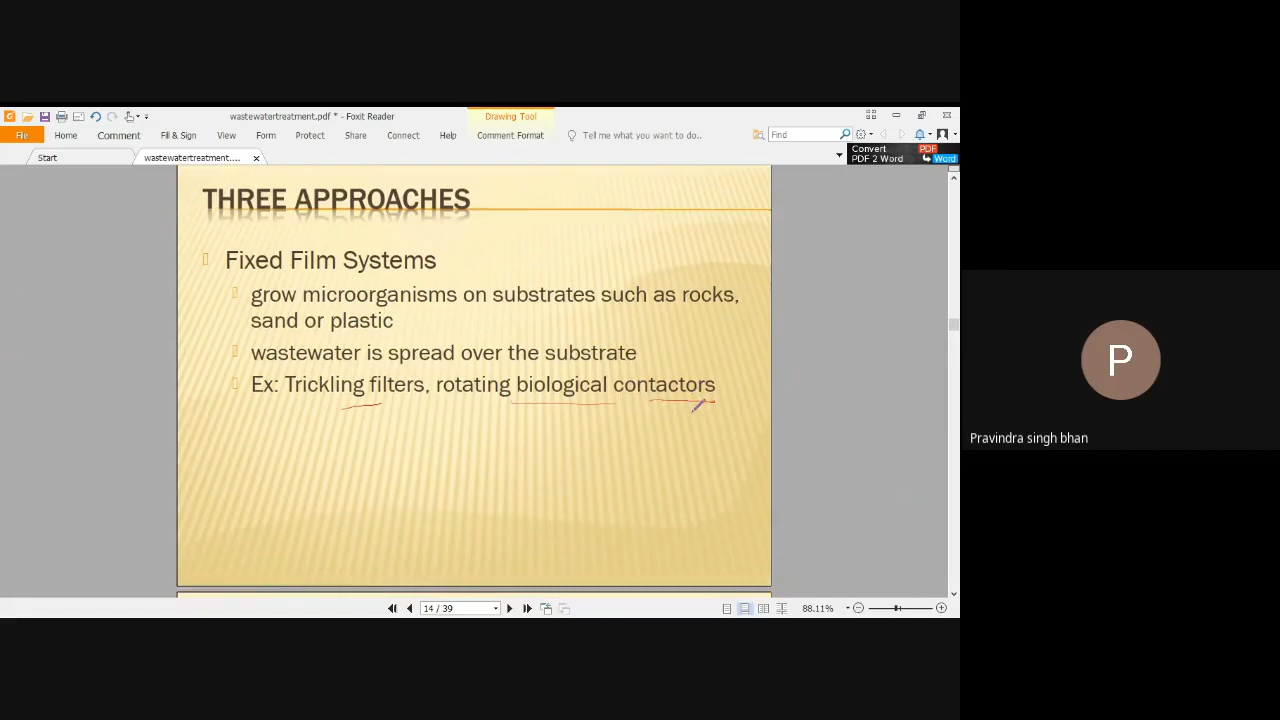 wastewatertreatment.pdf * - Foxit Reader
Drawing Tool
File
Home
Comment
Fill & Sign
View
Form
Protect
Share
Connect
Help
Comment Format
Tell me what you want to do..
Find
Start
wastewatertreatment....
Convert PDF
PDF 2 Word Word
THREE APPROACHES
Fixed Film Systems
grow microorganisms on substrates such as rocks,
sand or plastic
wastewater is spread over the substrate
Ex: Trickling filters, rotating biological contactors
P
Pravindra singh bhan
14 / 39
88.11%